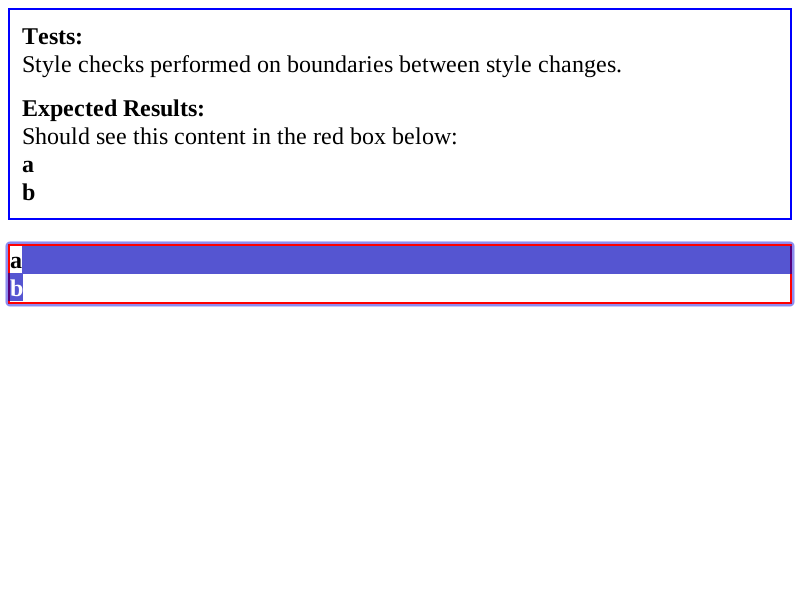 Tests:
Style checks performed on boundaries between style changes.
Expected Results:
Should see this content in the red box below:
a
b
a
b